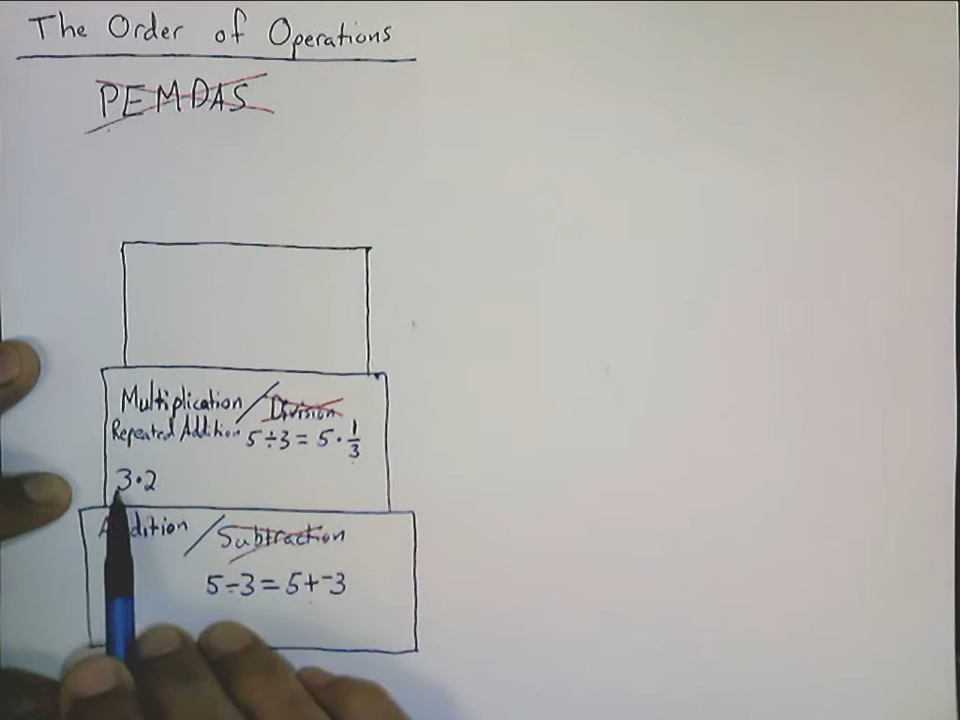 The Order of Operations
PEMDAS
Multiplication / Division
Repeated Addition 5÷3 = 5·1/3
3·2
Addition / Subtraction
5-3 = 5+-3